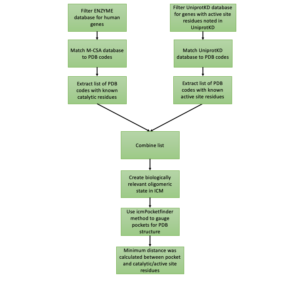 Filter ENZYME
database for human
genes
Filter UniprotKD database
for genes with active site
residues noted in
UniprotKD
Match M-CSA database
to PDB codes
Match UniprotKD
database to PDB codes
Extract list of PDB
codes with known
catalytic residues
Extract list of PDB
codes with known
active site residues
Combine list
Create biologically
relevant oligomeric
state in ICM
Use icmPocketfinder
method to gauge
pockets for PDB
structure
Minimum distance was
calculated between pocket
and catalytic/active site
residues